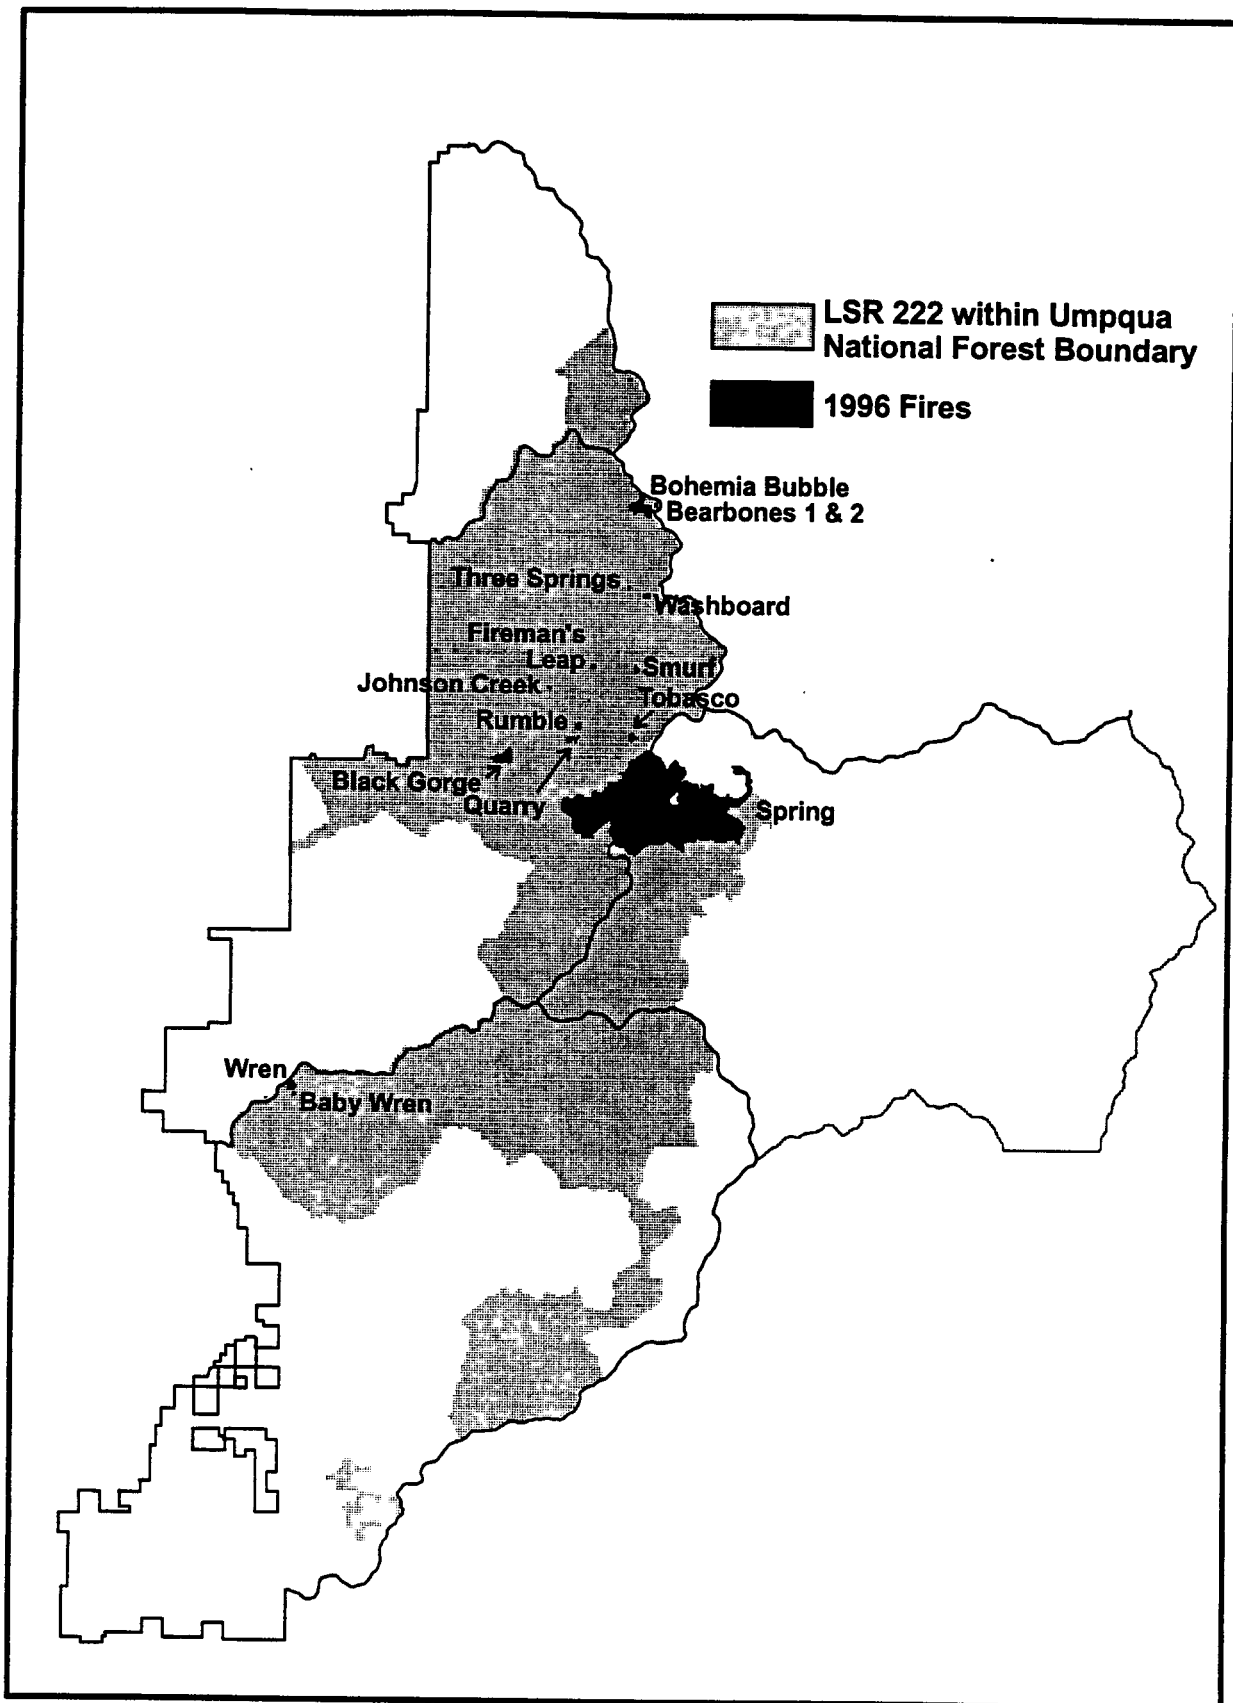 LSR 222 within Umpqua
National Forest Boundary
1996 Fires
Bohemia Bubble
Bearbones 1 & 2
Three Springs
Washboard
Fireman's
Leap
Smurf
Johnson Creek
Tobasco
Rumble
Black Gorge
Quarry
Spring
Wren
Baby Wren